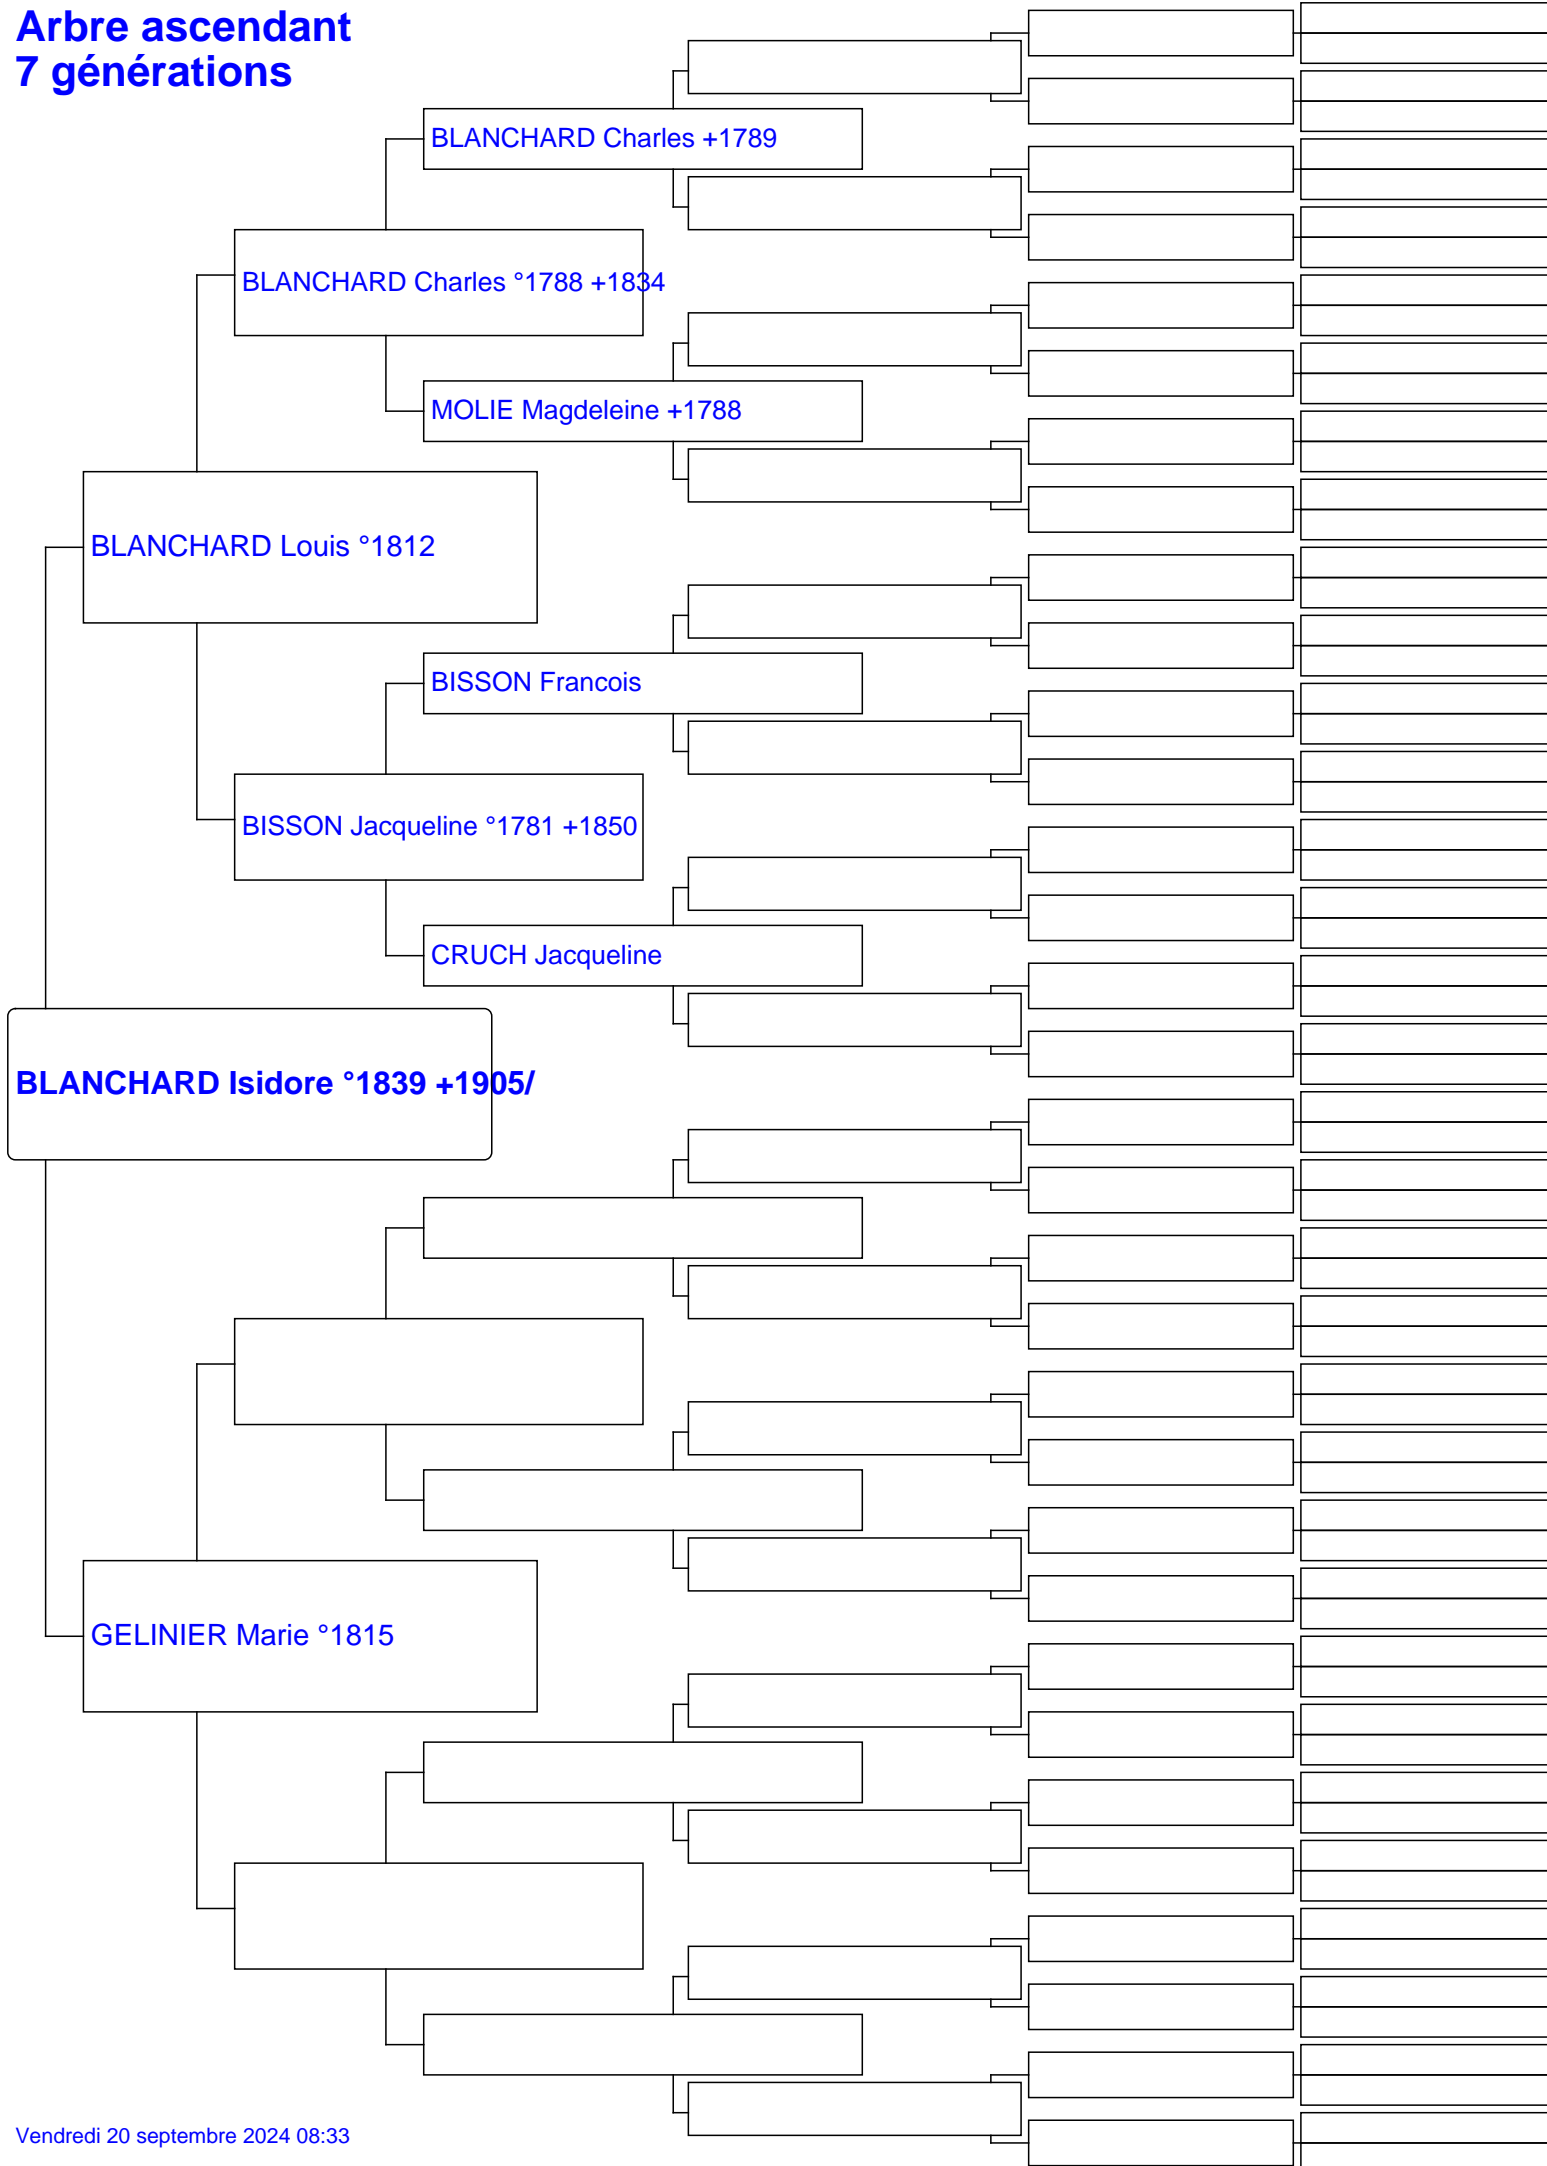 Arbre ascendant
7 générations
BLANCHARD Charles +1789
BLANCHARD Charles °1788 +1834
MOLIE Magdeleine +1788
BLANCHARD Louis °1812
BISSON Francois
BISSON Jacqueline °1781 +1850
CRUCH Jacqueline
BLANCHARD Isidore °1839 +1905/
GELINIER Marie °1815
Vendredi 20 septembre 2024 08:33